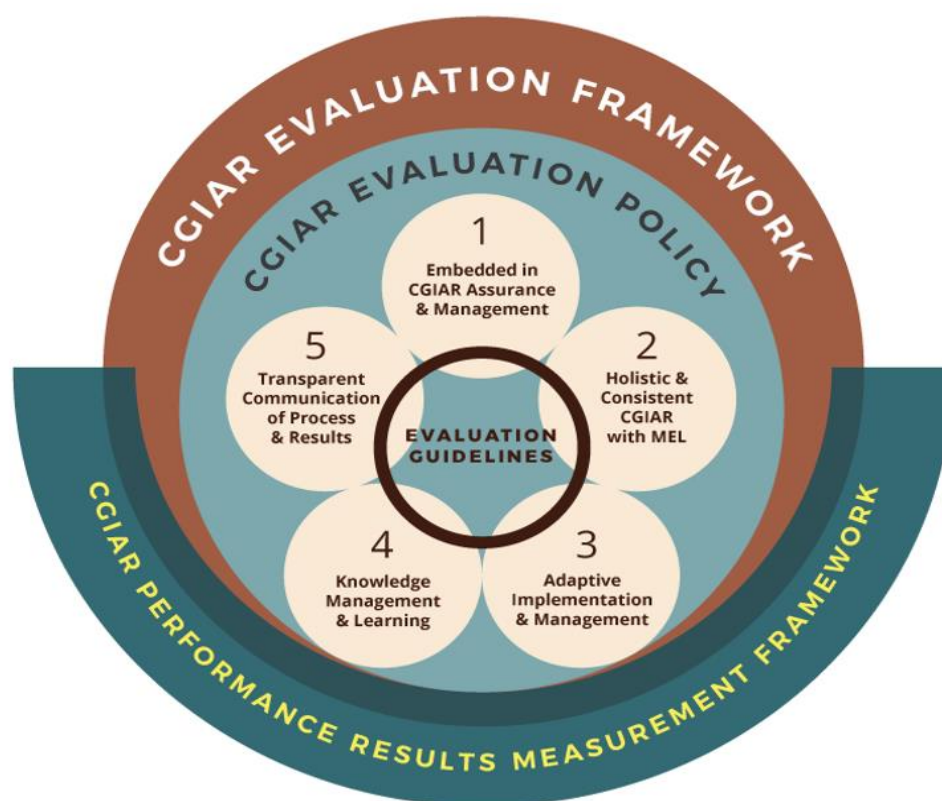 CGIAR EVALUATION FRAMEWORK
CGIAR EVALUATION POLICY
1
Embedded in
CGIAR Assurance
& Management
2
Holistic &
Consistent
CGIAR
with MEL
3
Adaptive
Implementation
& Management
4
Knowledge
Management
& Learning
5
Transparent
Communication
of Process
& Results
EVALUATION
GUIDELINES
CGIAR PERFORMANCE RESULTS MEASUREMENT FRAMEWORK